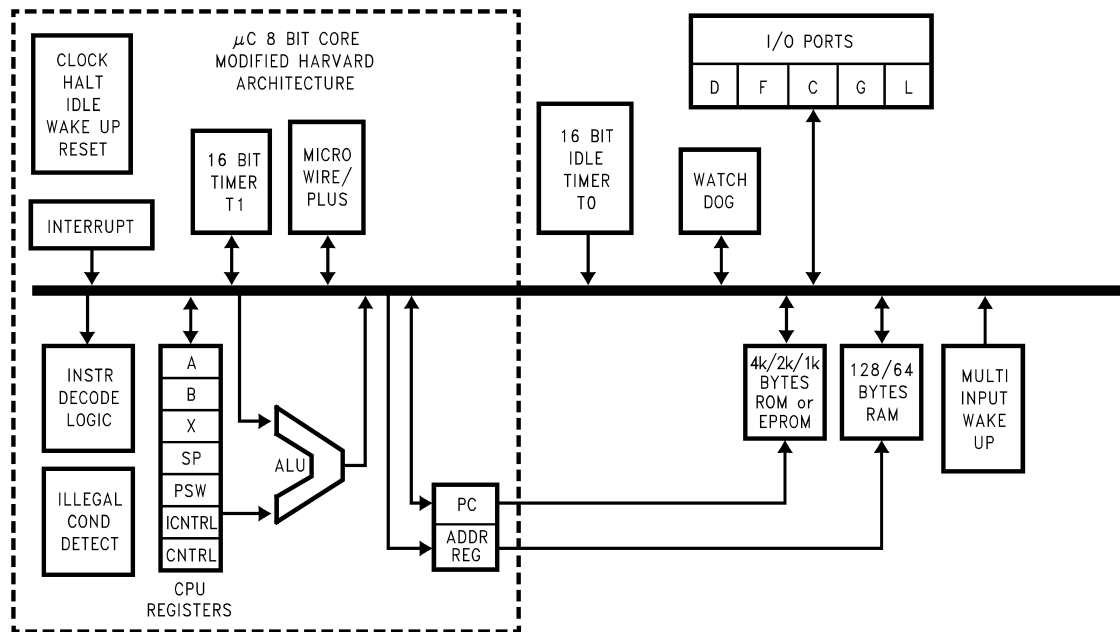 CLOCK
HALT
IDLE
WAKE UP
RESET
μC 8 BIT CORE
MODIFIED HARVARD
ARCHITECTURE
I/O PORTS
D F C G L
INTERRUPT
16 BIT
TIMER
T1
MICRO
WIRE/
PLUS
16 BIT
IDLE
TIMER
T0
WATCH
DOG
INSTR
DECODE
LOGIC
ILLEGAL
COND
DETECT
A
B
X
SP
PSW
ICNTRL
CNTRL
CPU
REGISTERS
ALU
PC
ADDR
REG
4k/2k/1k
BYTES
ROM or
EPROM
128/64
BYTES
RAM
MULTI
INPUT
WAKE
UP